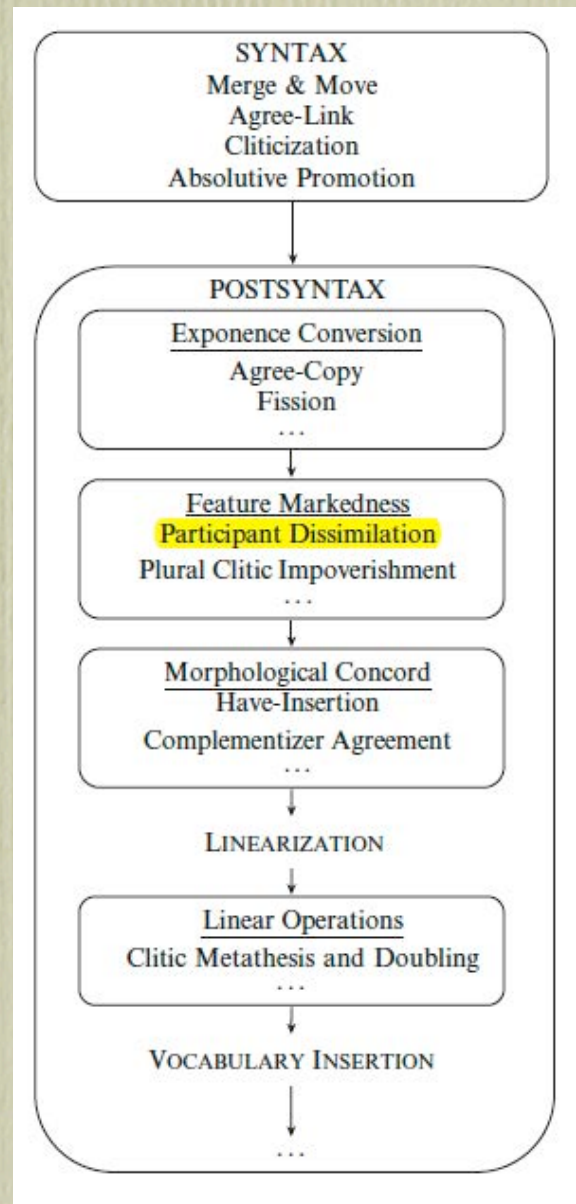 SYNTAX
Merge & Move
Agree-Link
Cliticization
Absolutive Promotion
POSTSYNTAX
Exponence Conversion
Agree-Copy
Fission
...
Feature Markedness
Participant Dissimilation
Plural Clitic Impoverishment
...
Morphological Concord
Have-Insertion
Complementizer Agreement
...
LINEARIZATION
Linear Operations
Clitic Metathesis and Doubling
...
VOCABULARY INSERTION
...